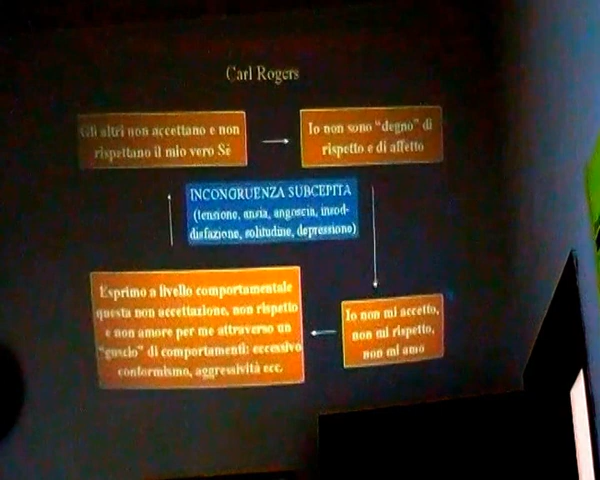 Carl Rogers
Gli altri non accettano e non
rispettano il mio vero Sè
Io non sono "degno" di
rispetto e di affetto
INCONGRUENZA SUBCEPITA
(tensione, ansia, angoscia, insod-
disfazione, solitudine, depressione)
Esprimo a livello comportamentale
questa non accettazione, non rispetto
e non amore per me attraverso un
"guscio" di comportamenti: eccessivo
conformismo, aggressività ecc.
Io non mi accetto,
non mi rispetto,
non mi amo